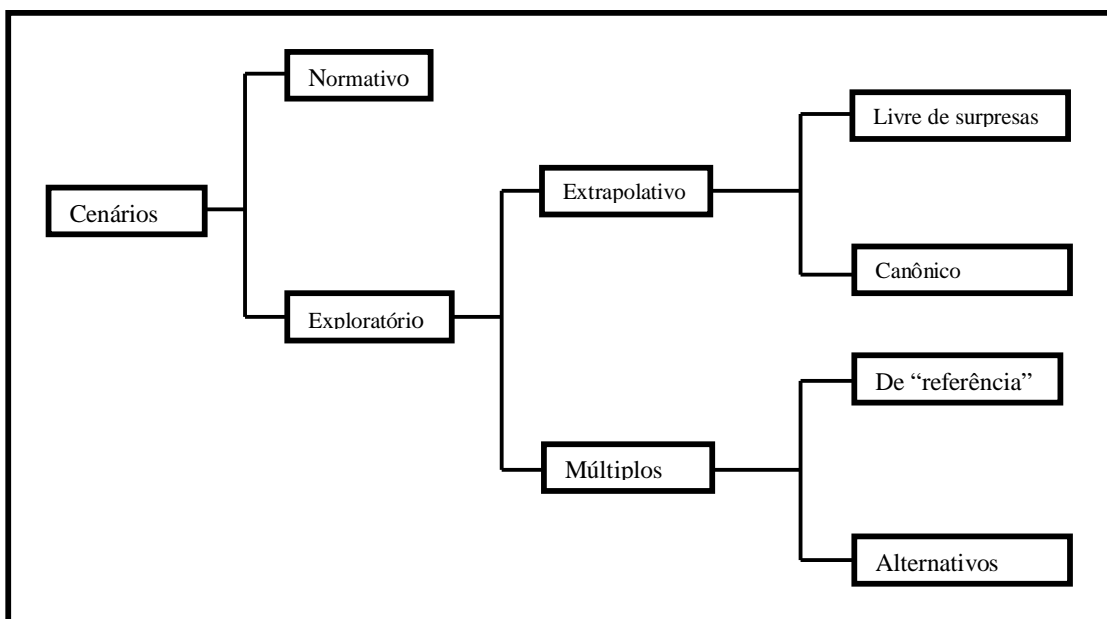 Normativo
Livre de surpresas
Extrapolativo
Cenários
Canônico
Exploratório
De “referência”
Múltiplos
Alternativos